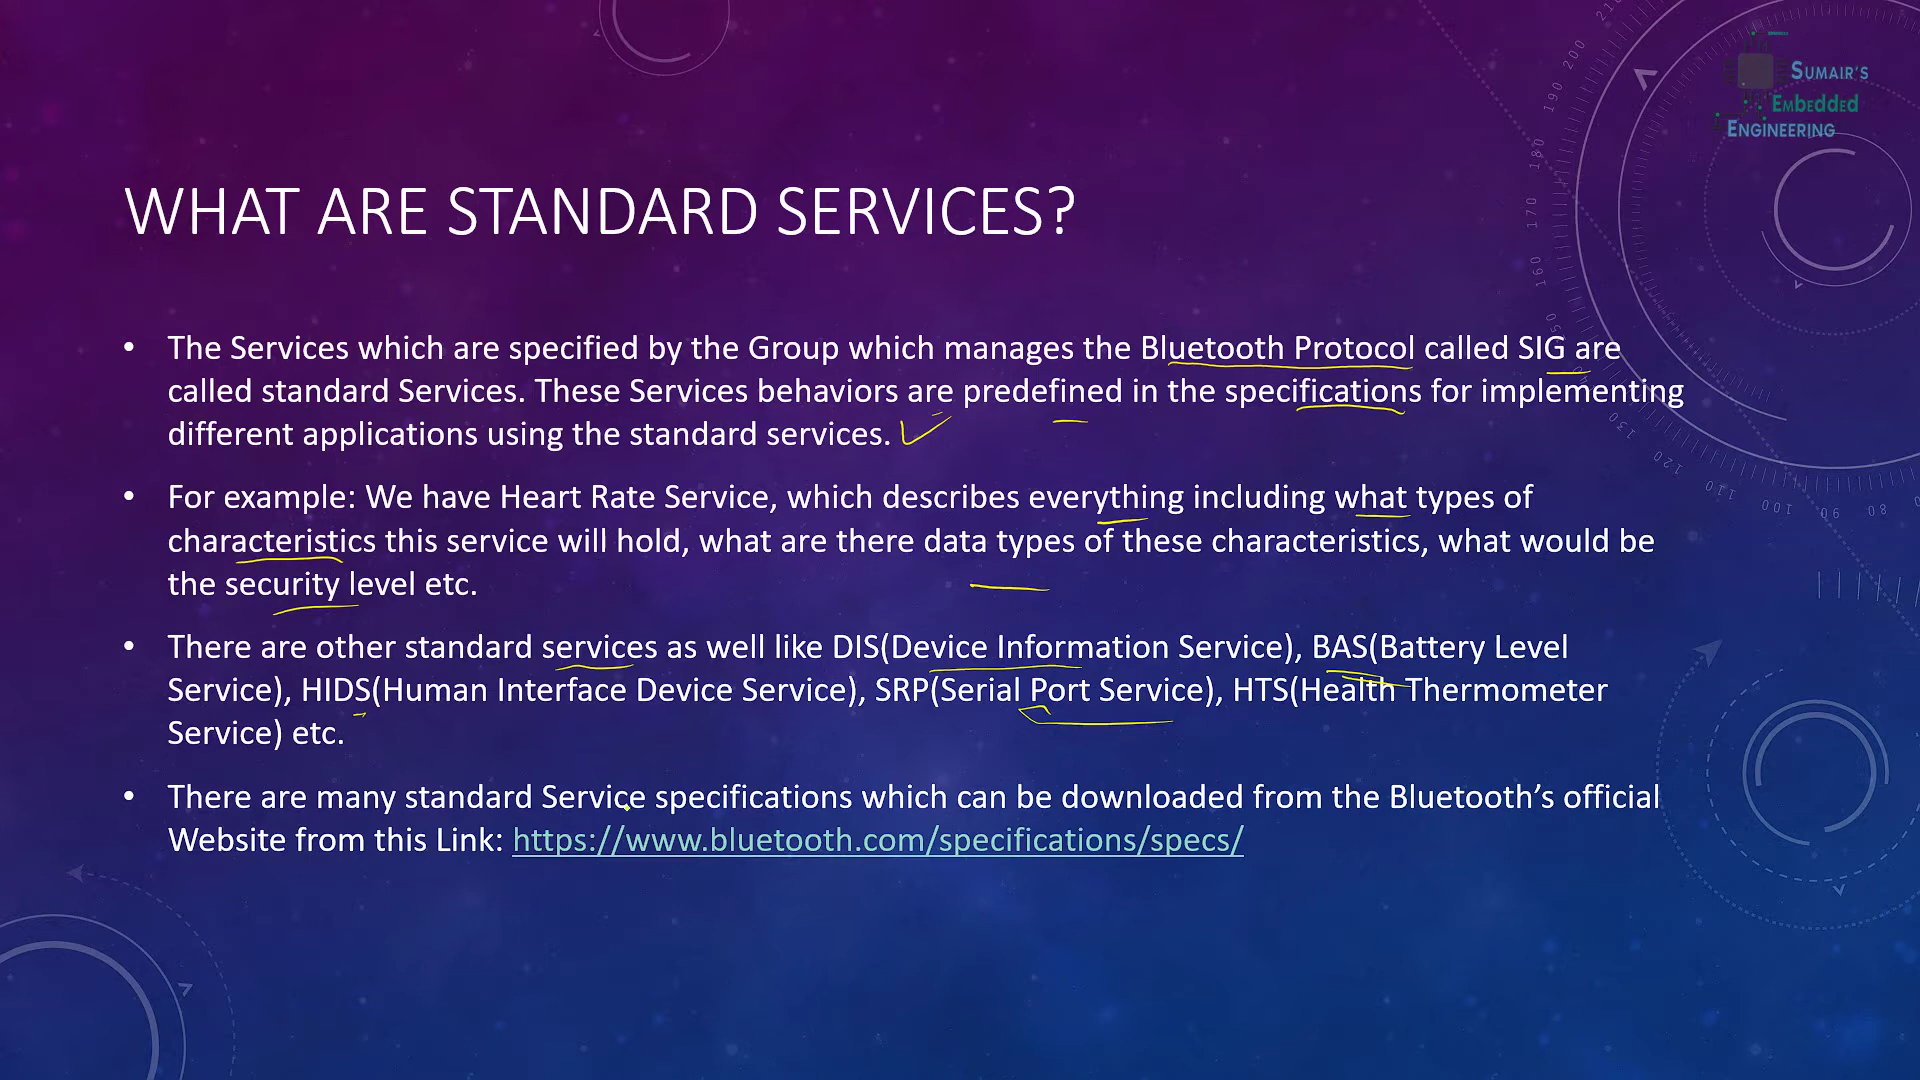 SUMAIR'S
EMBEDDED
ENGINEERING
WHAT ARE STANDARD SERVICES?
• The Services which are specified by the Group which manages the Bluetooth Protocol called SIG are
called standard Services. These Services behaviors are predefined in the specifications for implementing
different applications using the standard services.
• For example: We have Heart Rate Service, which describes everything including what types of
characteristics this service will hold, what are there data types of these characteristics, what would be
the security level etc.
• There are other standard services as well like DIS(Device Information Service), BAS(Battery Level
Service), HIDS(Human Interface Device Service), SRP(Serial Port Service), HTS(Health Thermometer
Service) etc.
• There are many standard Service specifications which can be downloaded from the Bluetooth’s official
Website from this Link: https://www.bluetooth.com/specifications/specs/